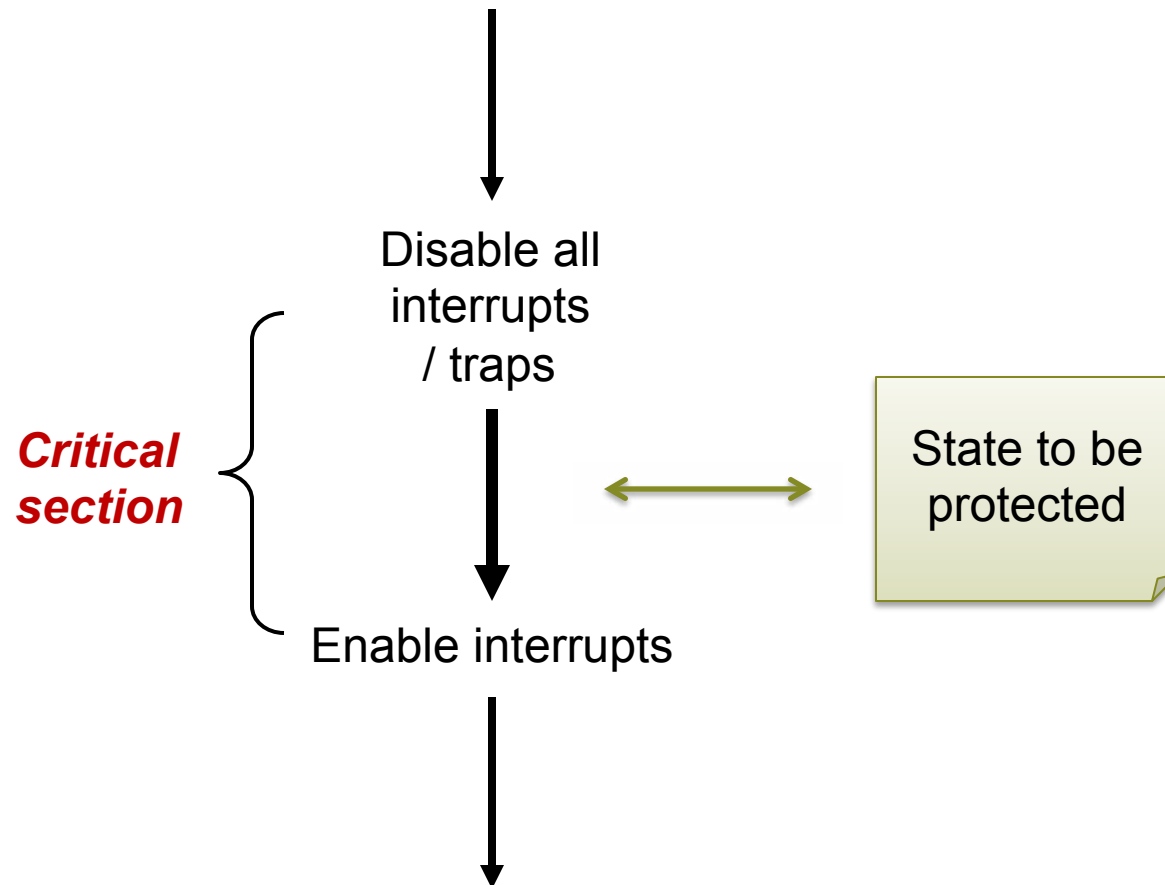 Disable all
interrupts
/ traps
Critical
section
State to be
protected
Enable interrupts